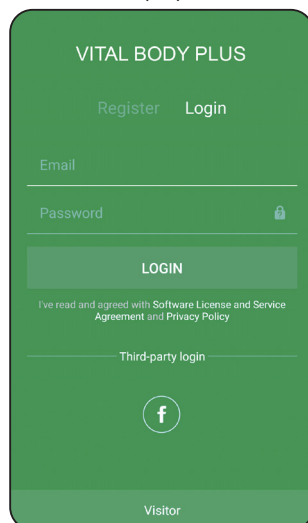 VITAL BODY PLUS
Register Login
Email
Password
LOGIN
I've read and agreed with Software License and Service
Agreement and Privacy Policy
Third-party login
f
Visitor